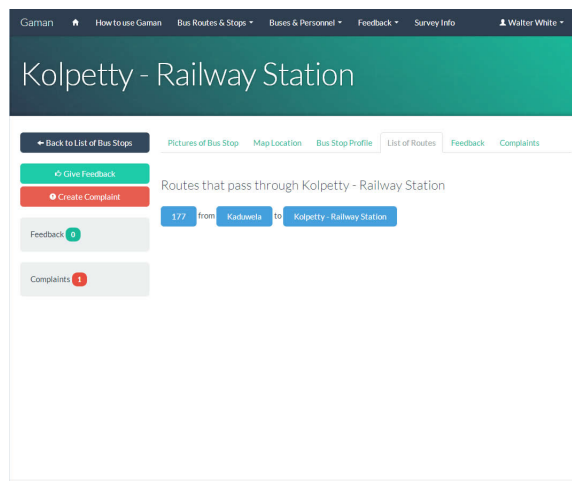 Gaman How to use Gaman Bus Routes & Stops Buses & Personnel Feedback Survey Info Walter White
Kolpetty - Railway Station
Back to List of Bus Stops
Give Feedback
Create Complaint
Feedback 0
Complaints 1
Pictures of Bus Stop Map Location Bus Stop Profile List of Routes Feedback Complaints
Routes that pass through Kolpetty - Railway Station
177 from Kaduwela to Kolpetty - Railway Station